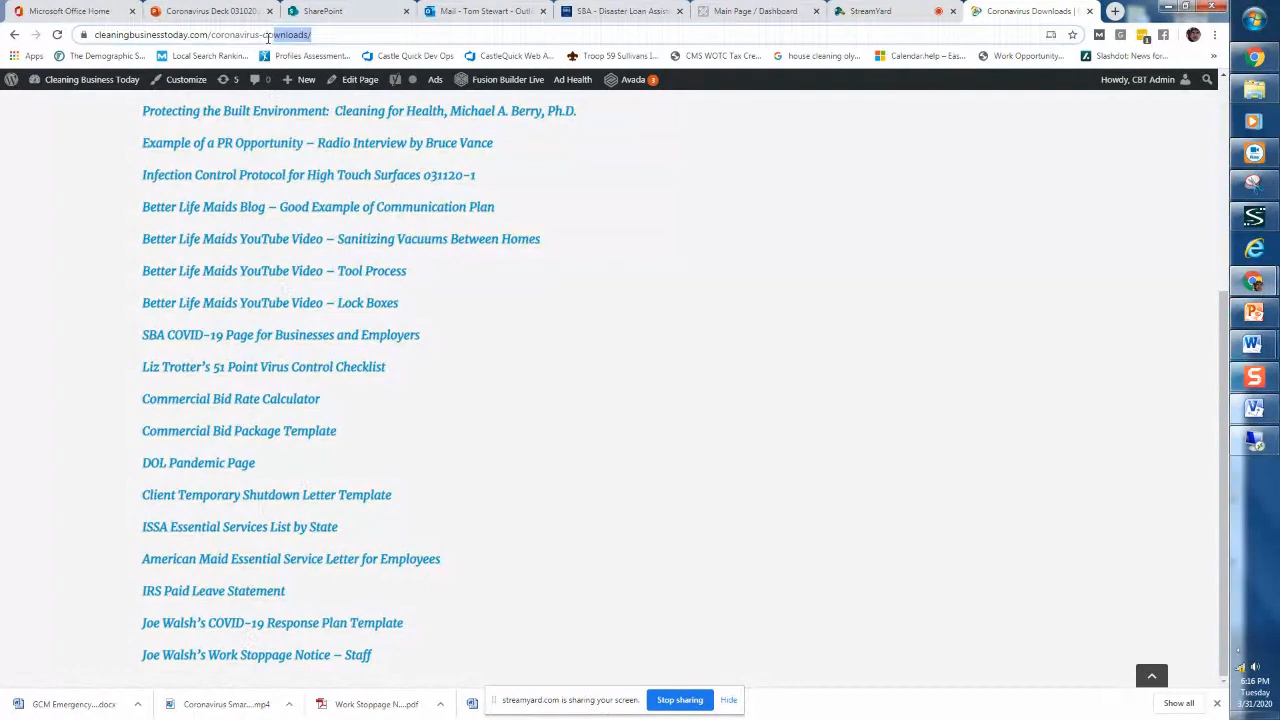 Microsoft Office Home
Coronavirus Deck 031020
SharePoint
Mail - Tom Stewart - Outl
SBA - Disaster Loan Assist
Main Page / Dashboard
StreamYard
Coronavirus Downloads |
cleaningbusinesstoday.com/coronavirus-downloads/
Apps
The Dynamics 365 S...
Local Search Rankin...
Profiles Assessment...
Castle QuickDev Go...
Castle QuickWeb A...
Troop 59 Sullivans I...
CMS WOTC Tax Cr...
house cleaning okc...
Calendar.help – Eas...
Work Opportunity...
Slashdot: News for...
Cleaning Business Today
Customize
5
0
New
Edit Page
Ads
Fusion Builder Live
Ad Health
Avada 3
Howdy, CBT Admin
Protecting the Built Environment: Cleaning for Health, Michael A. Berry, Ph.D.
Example of a PR Opportunity – Radio Interview by Bruce Vance
Infection Control Protocol for High Touch Surfaces 031120-1
Better Life Maids Blog – Good Example of Communication Plan
Better Life Maids YouTube Video – Sanitizing Vacuums Between Homes
Better Life Maids YouTube Video – Tool Process
Better Life Maids YouTube Video – Lock Boxes
SBA COVID-19 Page for Businesses and Employers
Liz Trotter's 51 Point Virus Control Checklist
Commercial Bid Rate Calculator
Commercial Bid Package Template
DOL Pandemic Page
Client Temporary Shutdown Letter Template
ISSA Essential Services List by State
American Maid Essential Service Letter for Employees
IRS Paid Leave Statement
Joe Walsh's COVID-19 Response Plan Template
Joe Walsh's Work Stoppage Notice – Staff
GCM Emergency....docx
Coronavirus Smar....mp4
Work Stoppage N....pdf
streamyard.com is sharing your screen.
Stop sharing
Hide
Show all
6:16 PM
Tuesday
3/31/2020